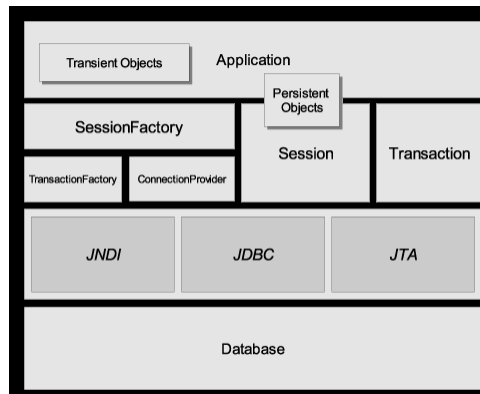 Transient Objects
Application
Persistent
Objects
SessionFactory
Session
Transaction
TransactionFactory
ConnectionProvider
JNDI
JDBC
JTA
Database